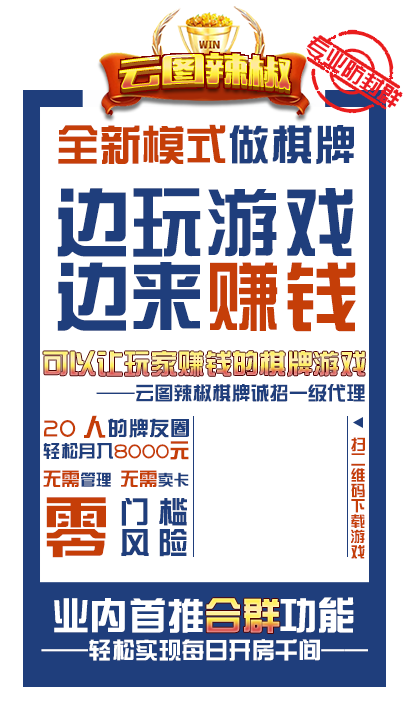 WIN
云图辣椒
专业防封群
全新模式做棋牌
边玩游戏
边来赚钱
可以让玩家赚钱的棋牌游戏
——云图辣椒棋牌诚招一级代理
20人的牌友圈
轻松月入8000元
无需管理 无需卖卡
零门槛
风险
扫二维码下载游戏
业内首推合群功能
——轻松实现每日开房千间——